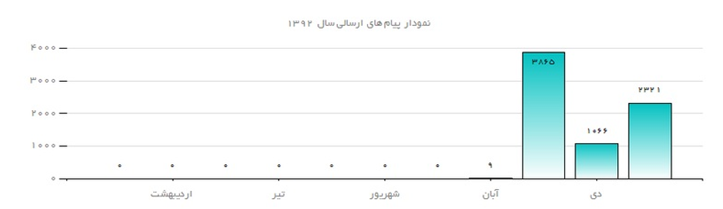 نمودار پیام های ارسالی سال ۱۳۹۲
۴۰۰۰
۳۰۰۰
۲۰۰۰
۱۰۰۰
۰
۰ ۰ ۰ ۰ ۰ ۰ ۰ ۹ ۳۸۶۵ ۱۰۶۶ ۲۳۲۱
اردیبهشت تیر شهریور آبان دی